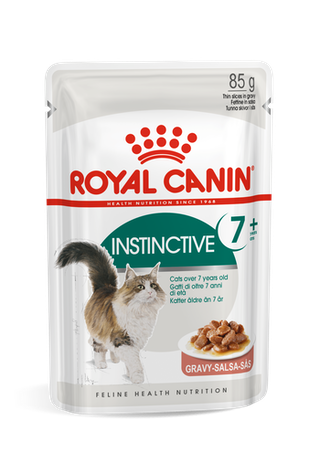 85 g
Thin slices in gravy
Fettine in salsa
Tunna skivor i sås
ROYAL CANIN
HEALTH NUTRITION SINCE 1968
INSTINCTIVE 7+
Cats over 7 years old
Gatti di oltre 7 anni
di età
Katter äldre än 7 år
GRAVY-SALSA-SÅS
FELINE HEALTH NUTRITION